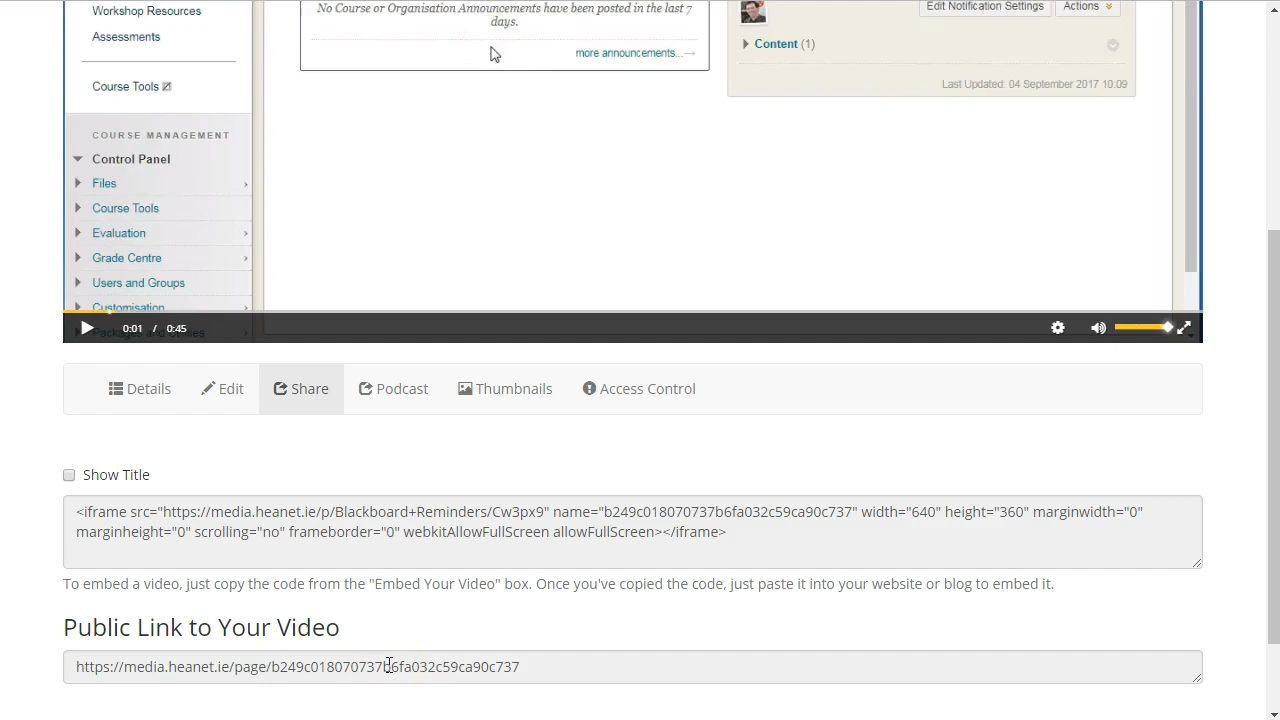 Workshop Resources
Assessments
Course Tools
COURSE MANAGEMENT
Control Panel
Files
Course Tools
Evaluation
Grade Centre
Users and Groups
Customisation
Packages and Utilities
No Course or Organisation Announcements have been posted in the last 7
days.
more announcements...→
Edit Notification Settings
Actions
Content (1)
Last Updated: 04 September 2017 10:09
0:01 / 0:45
Details
Edit
Share
Podcast
Thumbnails
Access Control
Show Title
<iframe src="https://media.heanet.ie/p/Blackboard+Reminders/Cw3px9" name="b249c018070737b6fa032c59ca90c737" width="640" height="360" marginwidth="0"
marginheight="0" scrolling="no" frameborder="0" webkitAllowFullScreen allowFullScreen></iframe>
To embed a video, just copy the code from the "Embed Your Video" box. Once you've copied the code, just paste it into your website or blog to embed it.
Public Link to Your Video
https://media.heanet.ie/page/b249c018070737b6fa032c59ca90c737